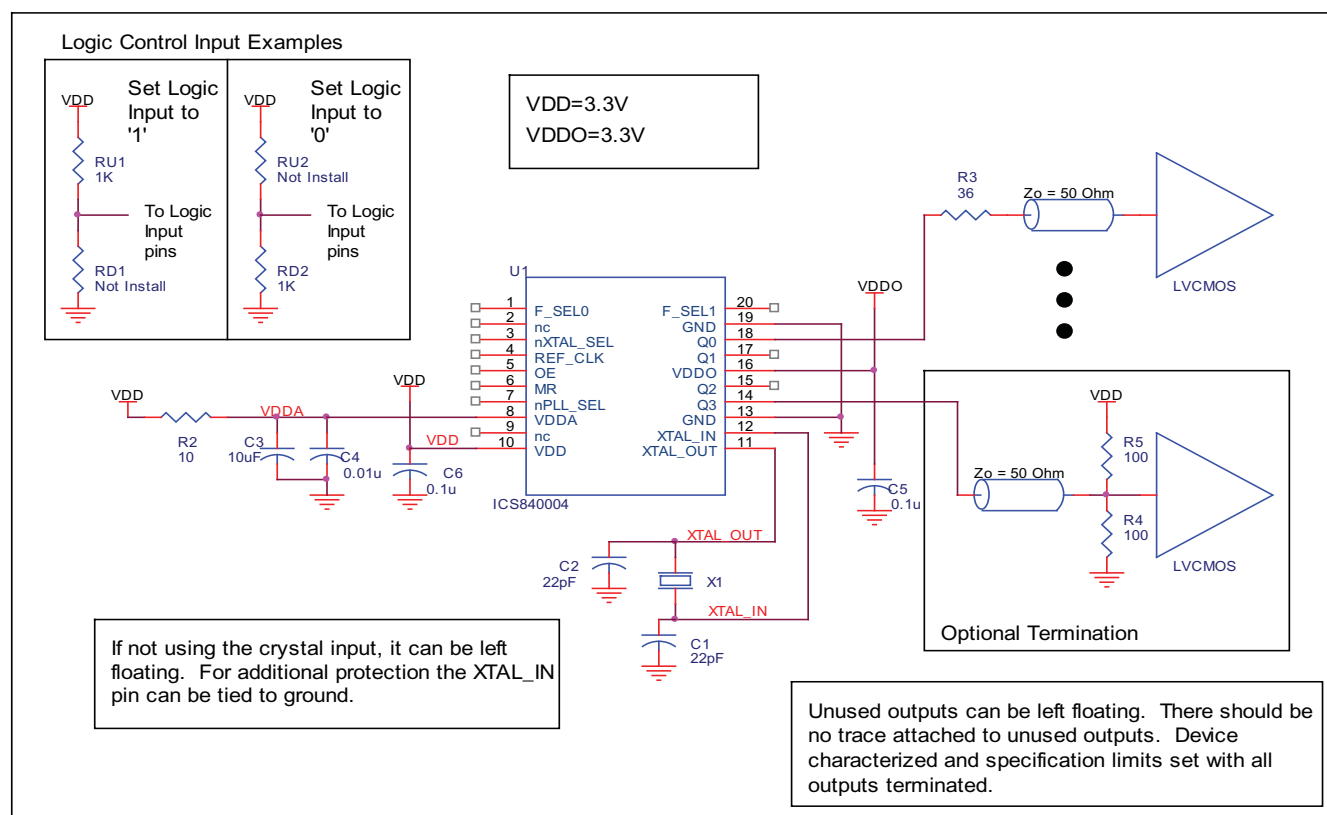 Logic Control Input Examples
Set Logic
Input to
'1'
VDD
RU1
1K
To Logic
Input
pins
RD1
Not Install
Set Logic
Input to
'0'
VDD
RU2
Not Install
To Logic
Input
pins
RD2
1K
VDD=3.3V
VDDO=3.3V
R3
36
Zo = 50 Ohm
LVCMOS
U1
1
F_SEL0
2
nc
3
nXTAL_SEL
4
REF_CLK
5
OE
6
MR
7
nPLL_SEL
8
VDDA
9
nc
10
VDD
20
F_SEL1
19
GND
18
Q0
17
Q1
16
VDDO
15
Q2
14
Q3
13
GND
12
XTAL_IN
11
XTAL_OUT
ICS840004
VDD
R2
10
VDDA
C3
10uF
C4
0.01u
VDD
VDD
C6
0.1u
VDDO
C5
0.1u
XTAL_OUT
C2
22pF
X1
XTAL_IN
C1
22pF
VDD
R5
100
Zo = 50 Ohm
R4
100
LVCMOS
Optional Termination
If not using the crystal input, it can be left
floating. For additional protection the XTAL_IN
pin can be tied to ground.
Unused outputs can be left floating. There should be
no trace attached to unused outputs. Device
characterized and specification limits set with all
outputs terminated.